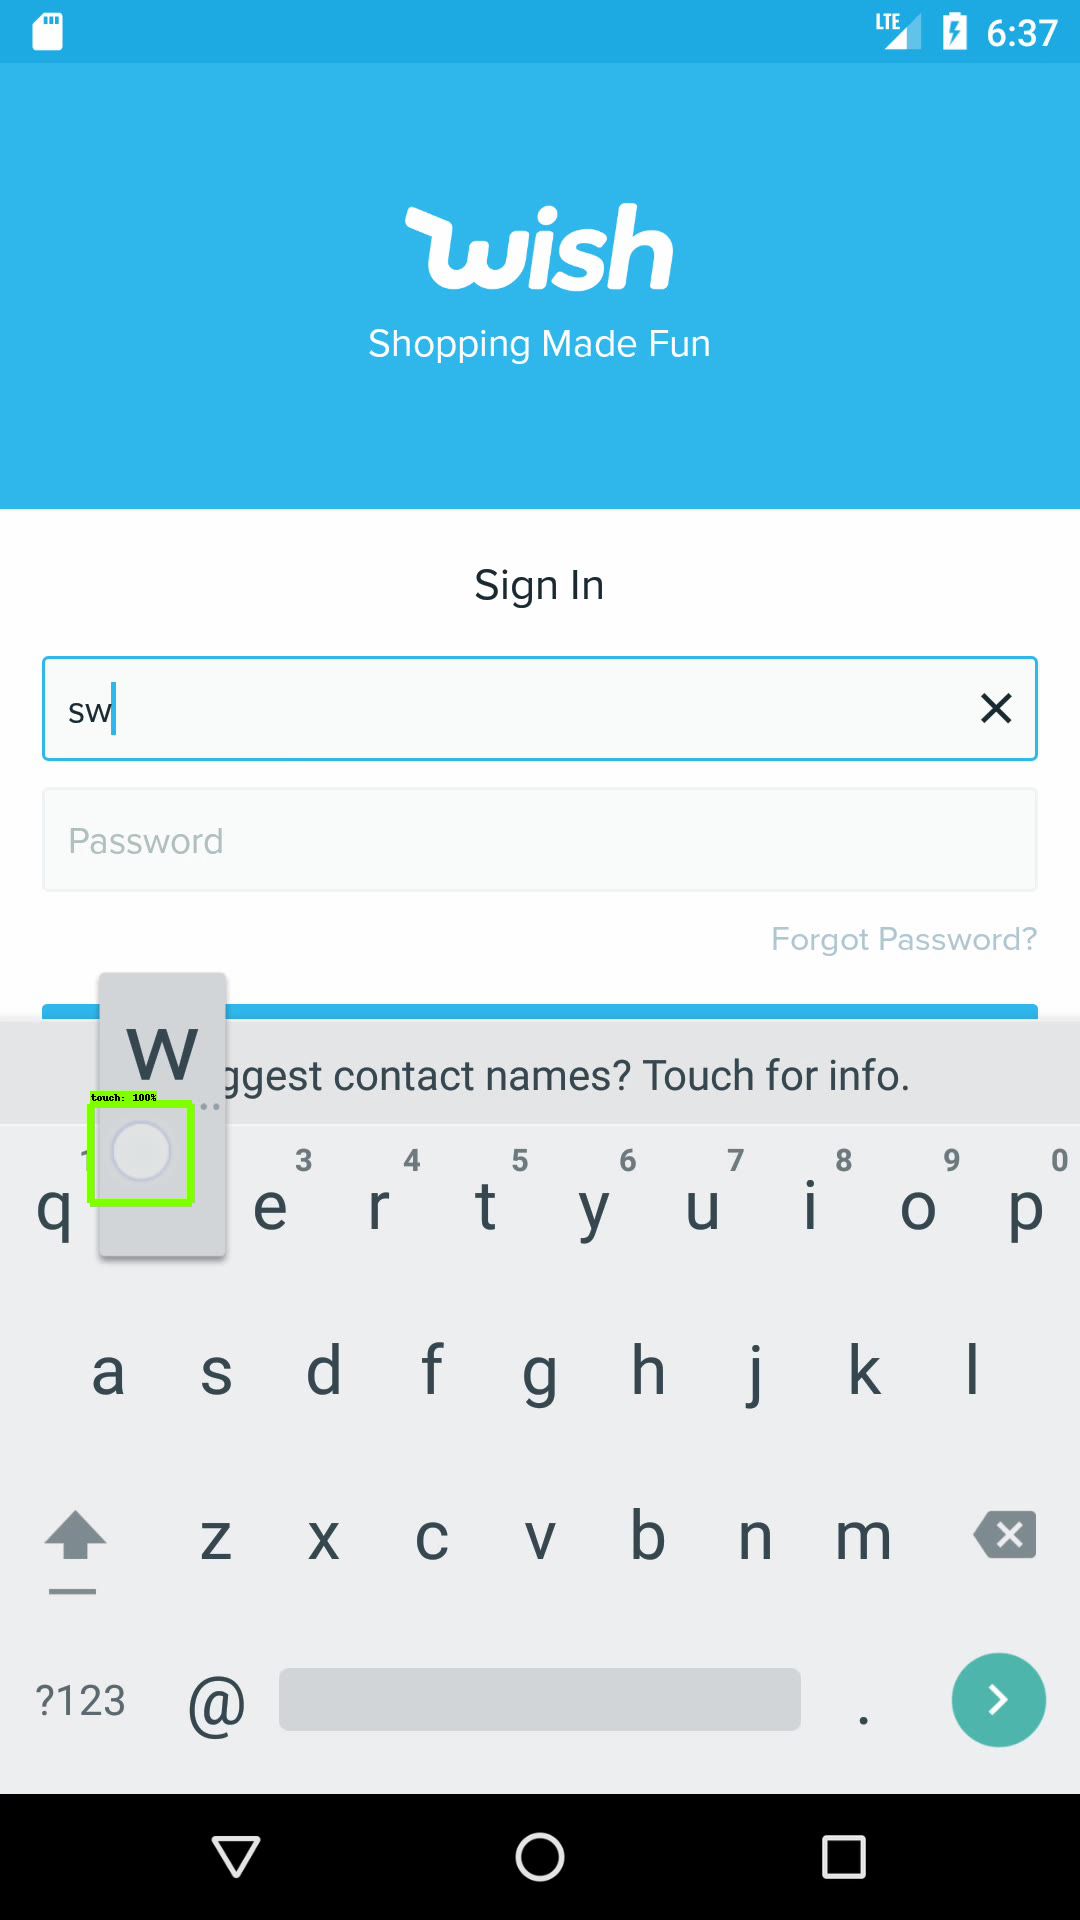 LTE 6:37
wish
Shopping Made Fun
Sign In
sw
Password
Forgot Password?
w
ggest contact names? Touch for info.
touch: 100%
3 4 5 6 7 8 9 0
q e r t y u i o p
a s d f g h j k l
z x c v b n m
?123 @ .